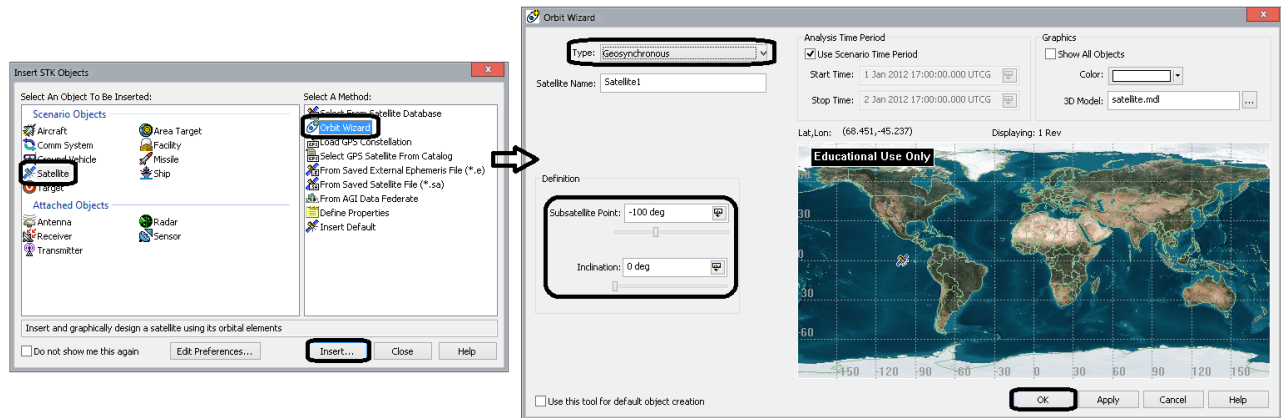 Insert STK Objects
Select An Object To Be Inserted:
Scenario Objects
Aircraft
Area Target
Comm System
Facility
Ground Vehicle
Missile
Satellite
Ship
Target
Attached Objects
Antenna
Radar
Receiver
Sensor
Transmitter
Select A Method:
Select From Satellite Database
Orbit Wizard
Load GPS Constellation
Select GPS Satellite From Catalog
From Saved External Ephemeris File (*.e)
From Saved Satellite File (*.sa)
From AGI Data Federate
Define Properties
Insert Default
Insert and graphically design a satellite using its orbital elements
Do not show me this again
Edit Preferences...
Insert...
Close
Help
Orbit Wizard
Type: Geosynchronous
Satellite Name: Satellite1
Definition
Subsatellite Point: -100 deg
Inclination: 0 deg
Use this tool for default object creation
Analysis Time Period
Use Scenario Time Period
Start Time: 1 Jan 2012 17:00:00.000 UTCG
Stop Time: 2 Jan 2012 17:00:00.000 UTCG
Graphics
Show All Objects
Color:
3D Model: satellite.mdl
...
Lat,Lon: (68.451,-45.237)
Displaying: 1 Rev
Educational Use Only
30
0
-30
-60
-150 -120 -90 -60 -30 0 30 60 90 120 150
OK
Apply
Cancel
Help